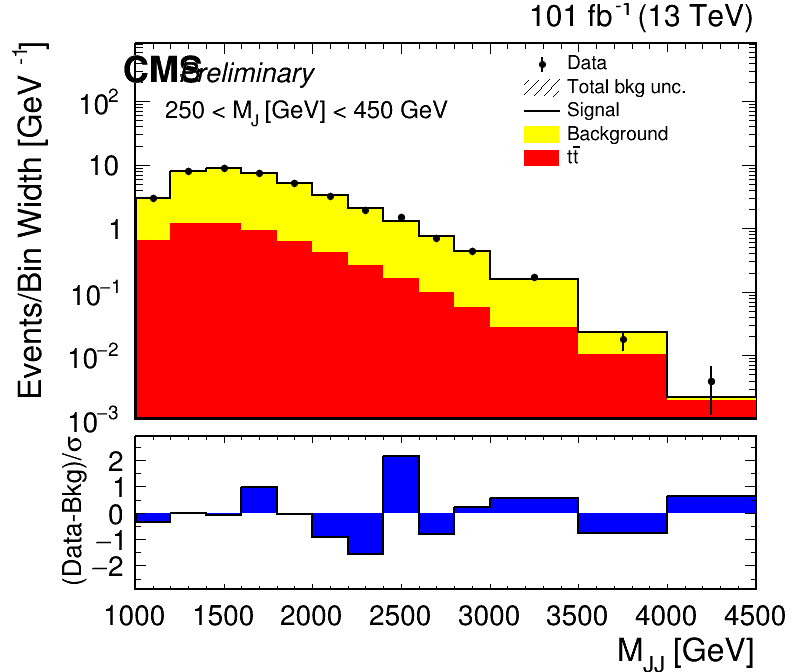 101 fb⁻¹ (13 TeV)
CMS Preliminary
250 < M_J [GeV] < 450 GeV
Data
Total bkg unc.
Signal
Background
tt̄
Events/Bin Width [GeV⁻¹]
10²
10
1
10⁻¹
10⁻²
10⁻³
(Data-Bkg)/σ
2
1
0
−1
−2
1000 1500 2000 2500 3000 3500 4000 4500
M_JJ [GeV]